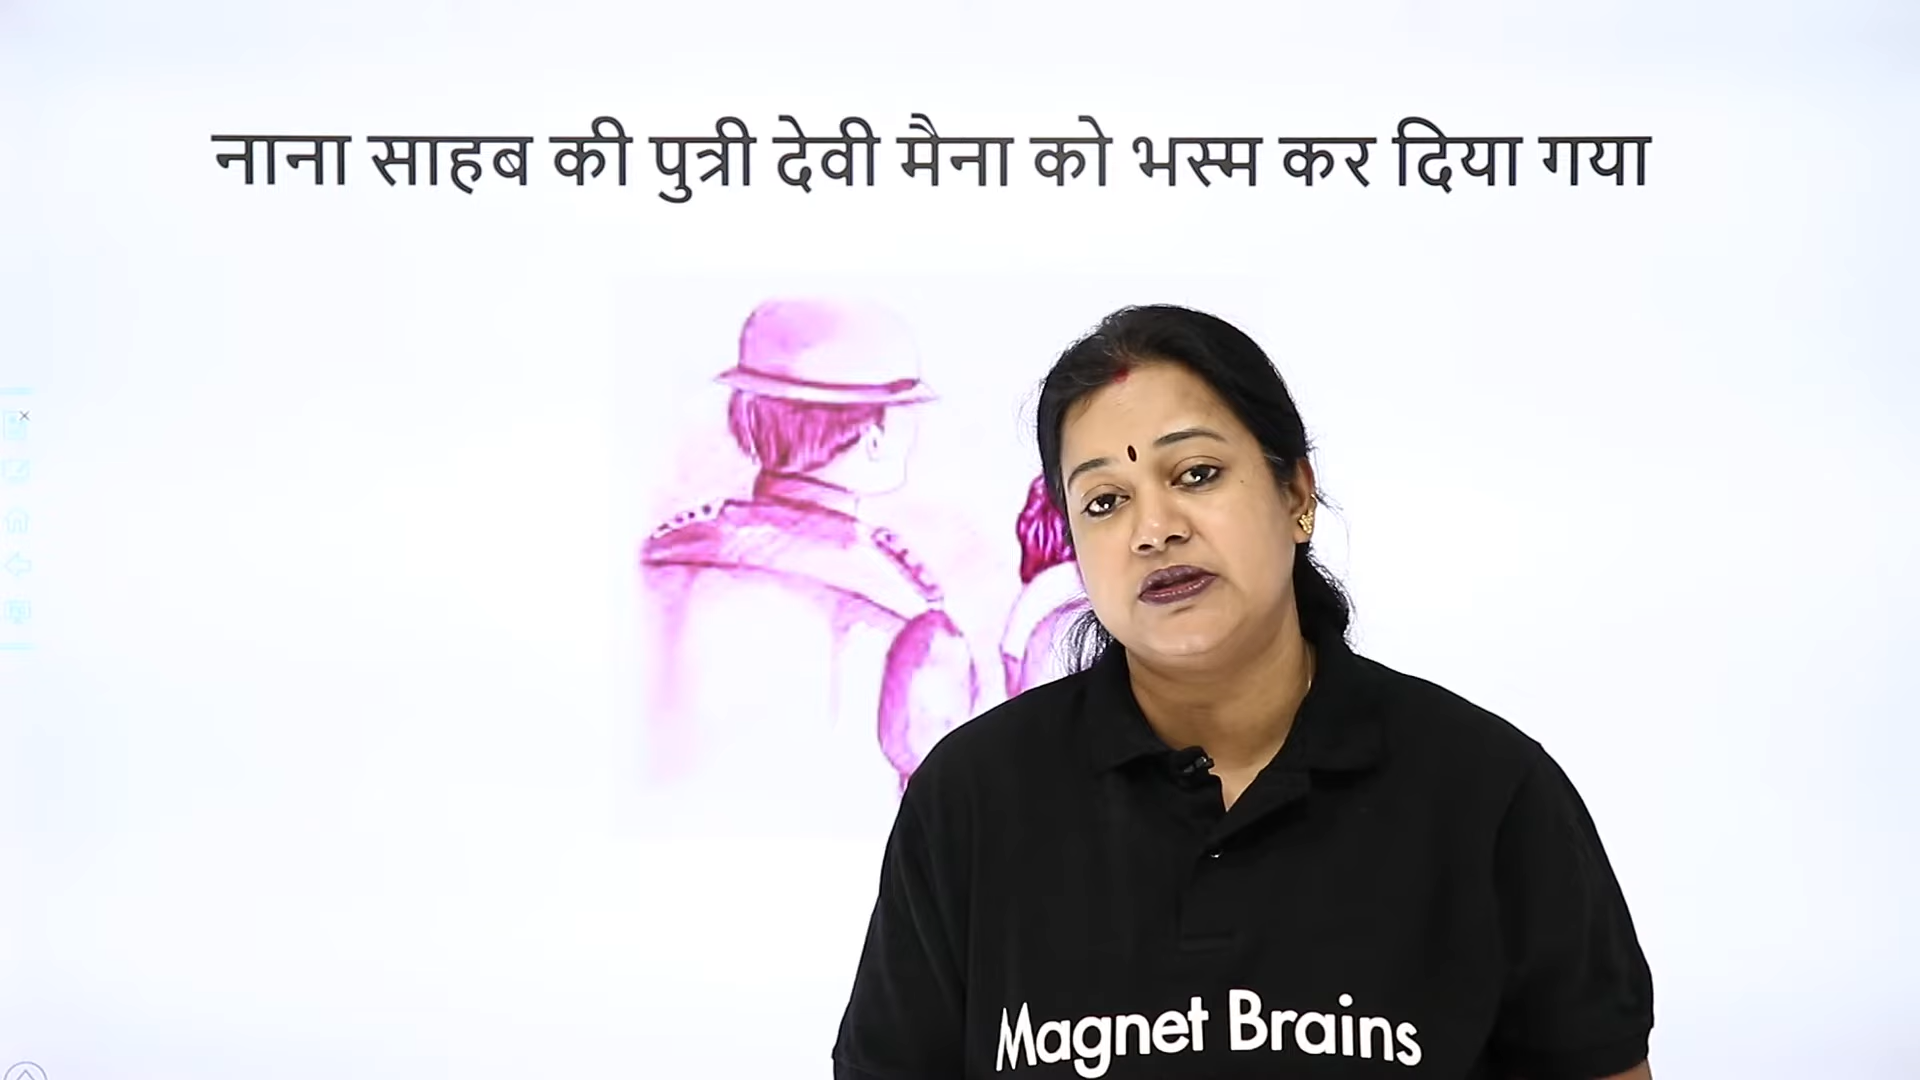 नाना साहब की पुत्री देवी मैना को भस्म कर दिया गया
Magnet Brains